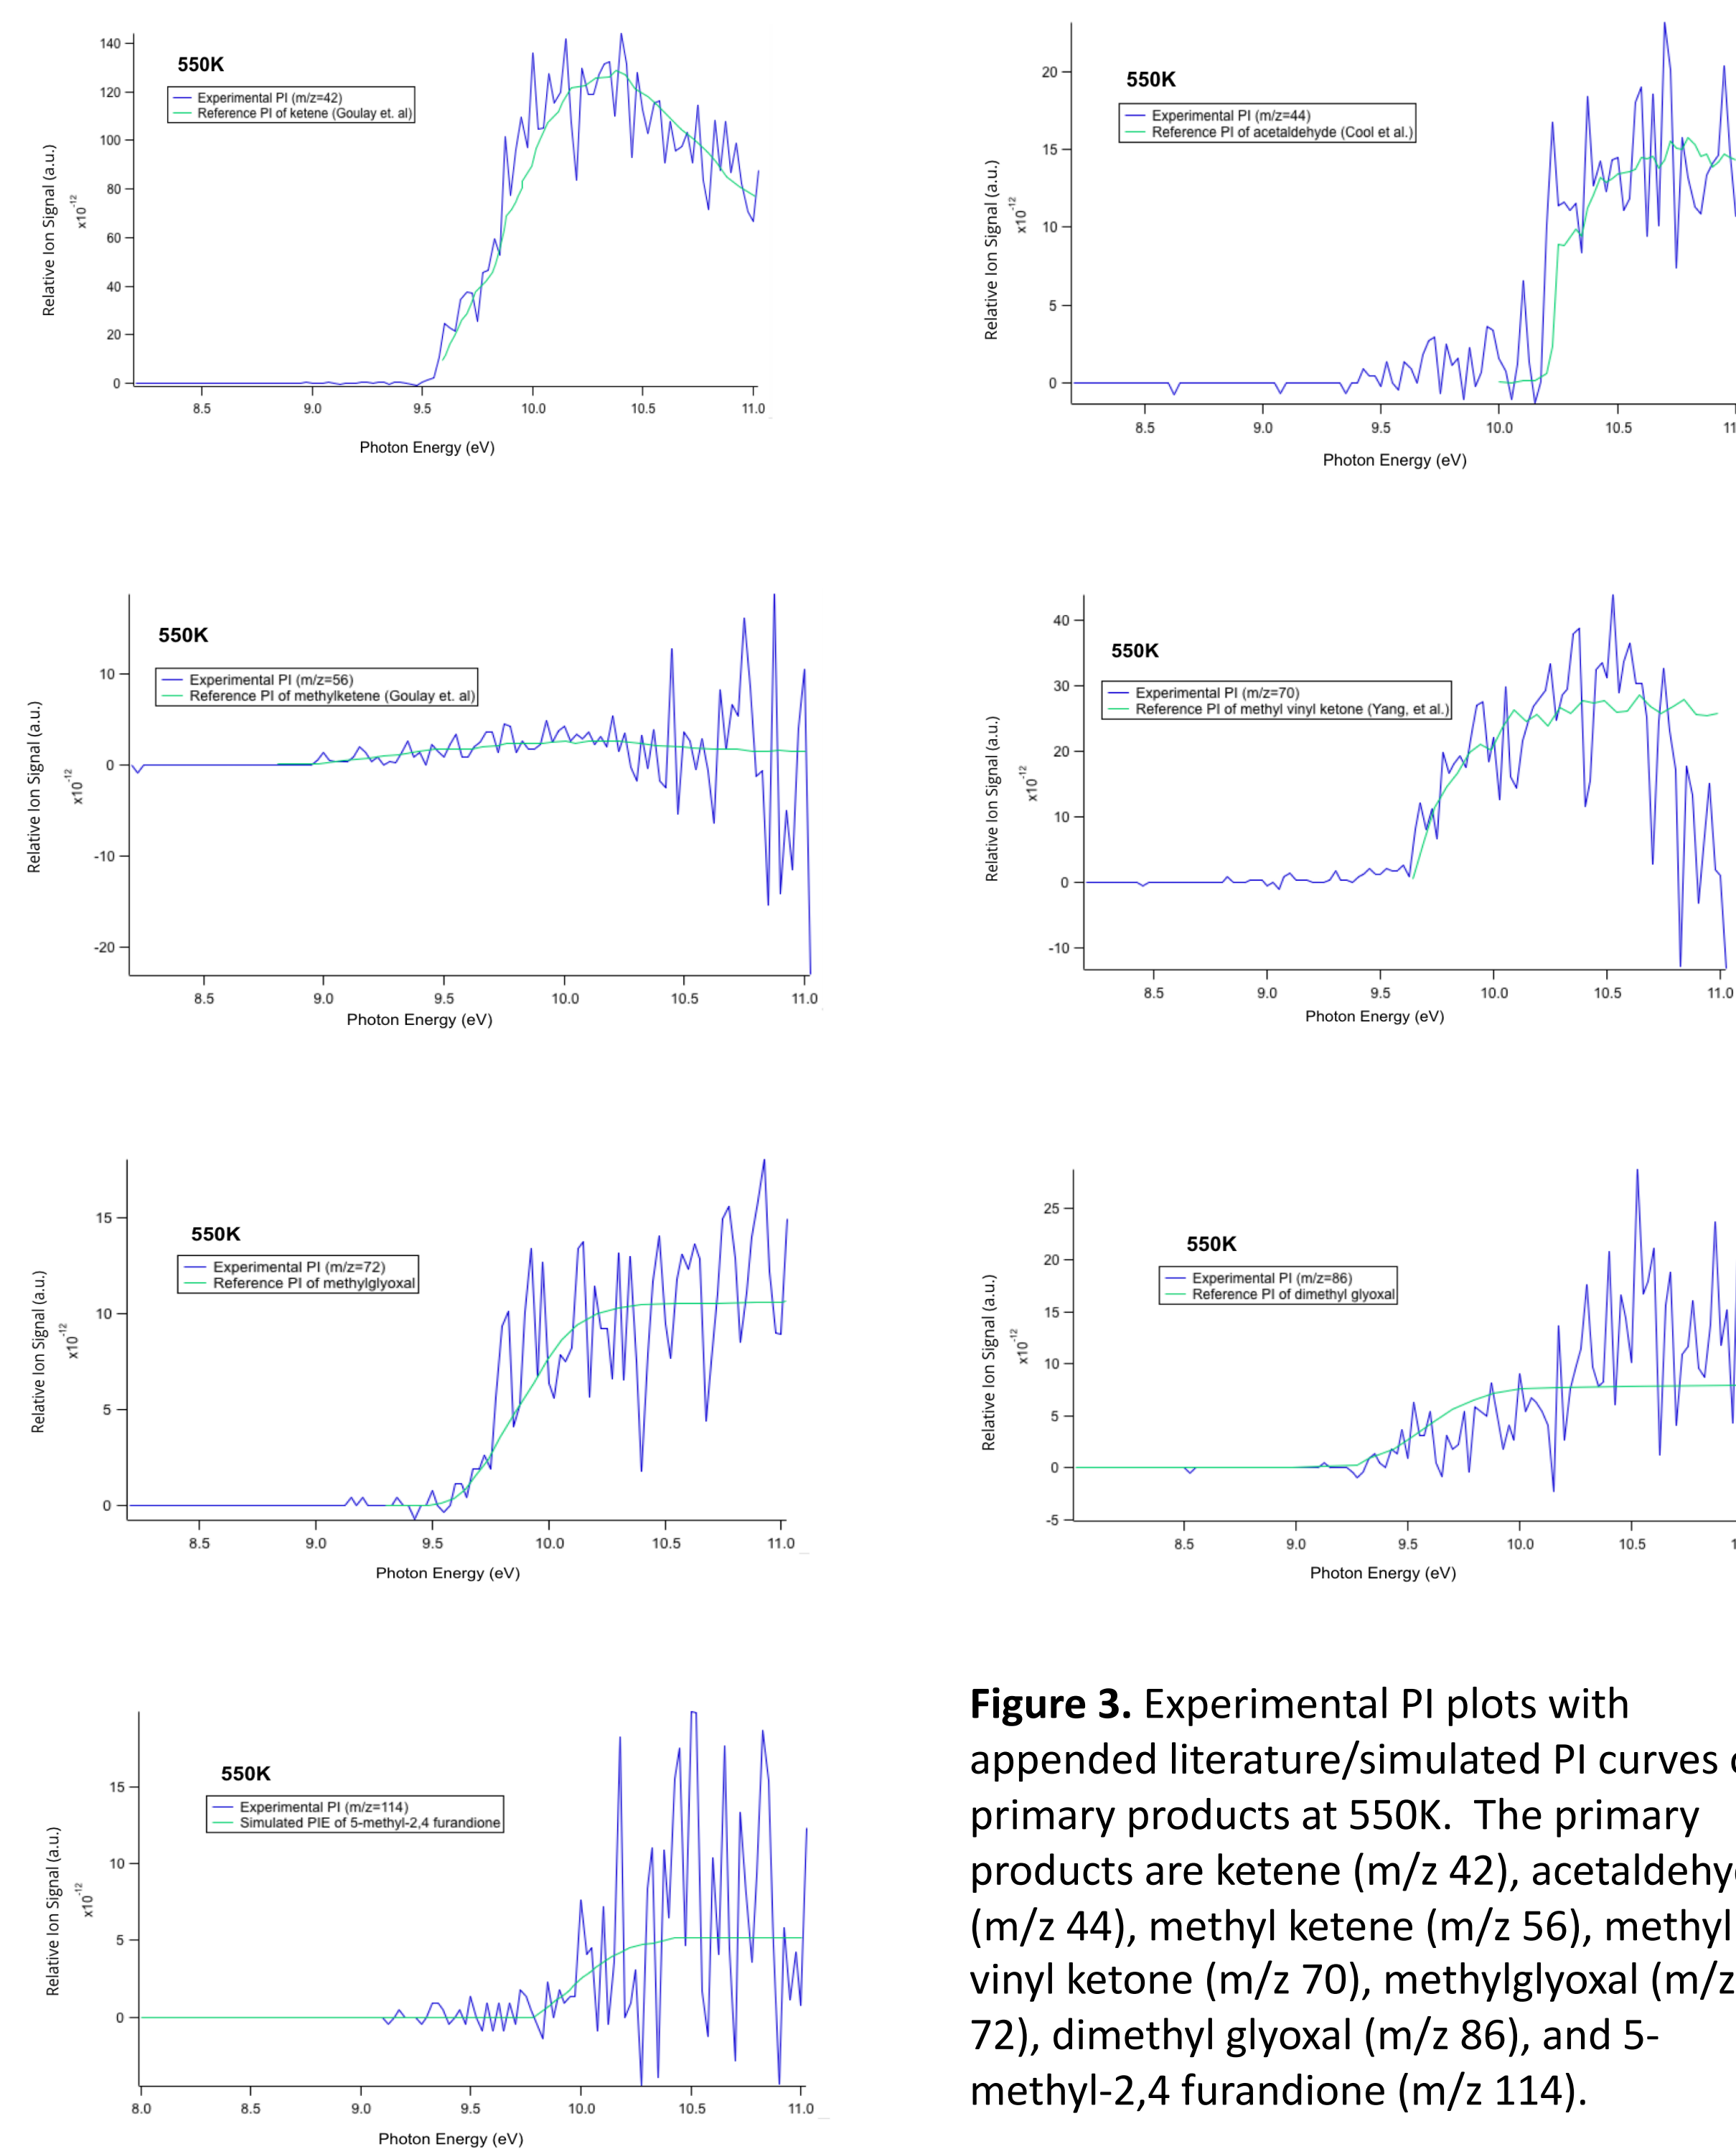 550K
Experimental PI (m/z=42)
Reference PI of ketene (Goulay et. al)
Relative Ion Signal (a.u.)
x10⁻¹²
140
120
100
80
60
40
20
0
8.5 9.0 9.5 10.0 10.5 11.0
Photon Energy (eV)
550K
Experimental PI (m/z=44)
Reference PI of acetaldehyde (Cool et al.)
Relative Ion Signal (a.u.)
x10⁻¹²
20
15
10
5
0
8.5 9.0 9.5 10.0 10.5 11
Photon Energy (eV)
550K
Experimental PI (m/z=56)
Reference PI of methylketene (Goulay et. al)
Relative Ion Signal (a.u.)
x10⁻¹²
10
0
-10
-20
8.5 9.0 9.5 10.0 10.5 11.0
Photon Energy (eV)
550K
Experimental PI (m/z=70)
Reference PI of methyl vinyl ketone (Yang, et al.)
Relative Ion Signal (a.u.)
x10⁻¹²
40
30
20
10
0
-10
8.5 9.0 9.5 10.0 10.5 11.0
Photon Energy (eV)
550K
Experimental PI (m/z=72)
Reference PI of methylglyoxal
Relative Ion Signal (a.u.)
x10⁻¹²
15
10
5
0
8.5 9.0 9.5 10.0 10.5 11.0
Photon Energy (eV)
550K
Experimental PI (m/z=86)
Reference PI of dimethyl glyoxal
Relative Ion Signal (a.u.)
x10⁻¹²
25
20
15
10
5
0
-5
8.5 9.0 9.5 10.0 10.5
Photon Energy (eV)
550K
Experimental PI (m/z=114)
Simulated PIE of 5-methyl-2,4 furandione
Relative Ion Signal (a.u.)
x10⁻¹²
15
10
5
0
8.0 8.5 9.0 9.5 10.0 10.5 11.0
Photon Energy (eV)
Figure 3. Experimental PI plots with
appended literature/simulated PI curves
primary products at 550K. The primary
products are ketene (m/z 42), acetaldehy
(m/z 44), methyl ketene (m/z 56), methyl
vinyl ketone (m/z 70), methylglyoxal (m/z
72), dimethyl glyoxal (m/z 86), and 5-
methyl-2,4 furandione (m/z 114).